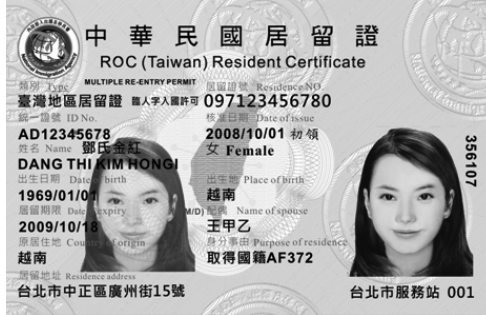 中華民國居留證
ROC (Taiwan) Resident Certificate
類別 Type MULTIPLE RE-ENTRY PERMIT 居留證號 Residence NO.
臺灣地區居留證 臨人字入國許可 097123456780
統一證號 ID No. 核准日期 Date of issue
AD12345678 2008/10/01 初領
姓名 Name 鄧氏金紅 女 Female
DANG THI KIM HONGI
出生日期 Date of birth 出生地 Place of birth
1969/01/01 越南
居留期限 Date of expiry (Y/M/D) 配偶 Name of spouse
2009/10/18 王甲乙
原居住地 Country of origin 身分事由 Purpose of residence
越南 取得國籍AF372
居留地址 Residence address
台北市中正區廣州街15號 台北市服務站 001
356107